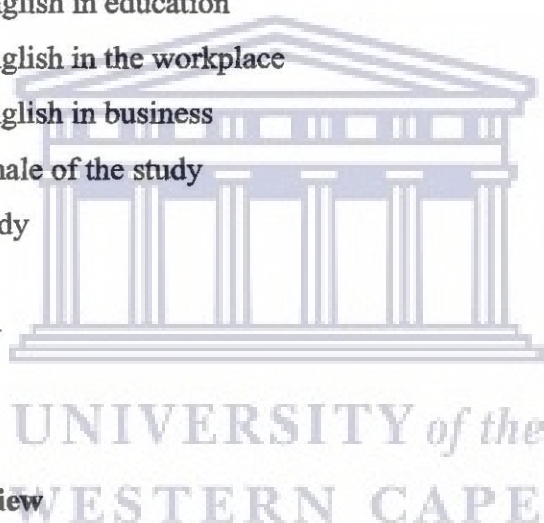 glish in education
glish in the workplace
glish in business
nale of the study
dy
UNIVERSITY of the
iew
WESTERN CAPE